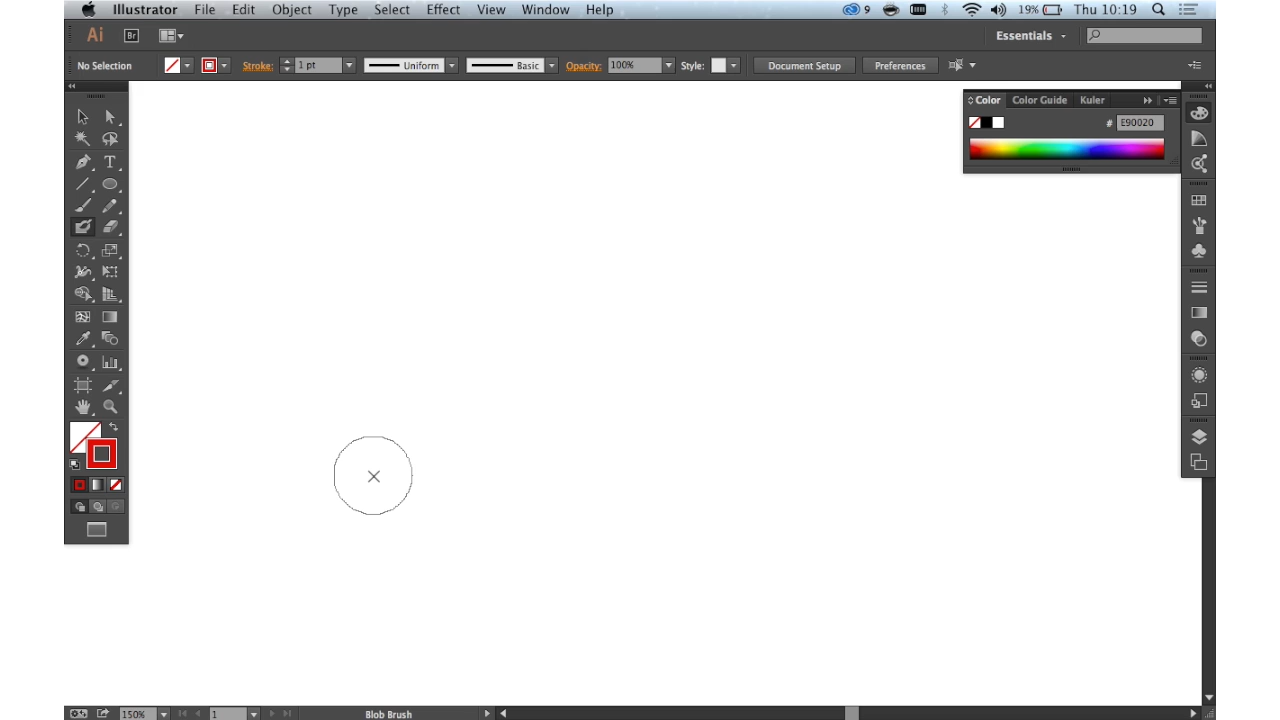 Illustrator File Edit Object Type Select Effect View Window Help 9 19% Thu 10:19
Ai Br Essentials
No Selection Stroke: 1 pt Uniform Basic Opacity: 100% Style: Document Setup Preferences
Color Color Guide Kuler
# E90020
T
150% 1 Blob Brush